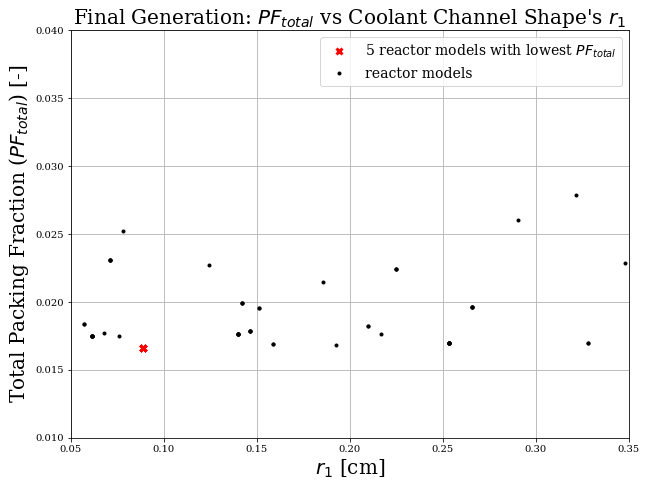 Final Generation: PF_total vs Coolant Channel Shape's r_1
5 reactor models with lowest PF_total
reactor models
Total Packing Fraction (PF_total) [-]
0.040
0.035
0.030
0.025
0.020
0.015
0.010
0.05 0.10 0.15 0.20 0.25 0.30 0.35
r_1 [cm]